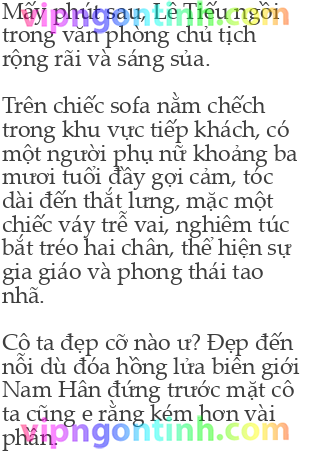 Mấy phút sau, Lê Tiếu ngồi
trong văn phòng chủ tịch
rộng rãi và sáng sủa.
Trên chiếc sofa nằm chếch
trong khu vực tiếp khách, có
một người phụ nữ khoảng ba
mươi tuổi đầy gợi cảm, tóc
dài đến thắt lưng, mặc một
chiếc váy trễ vai, nghiêm túc
bắt tréo hai chân, thể hiện sự
gia giáo và phong thái tao
nhã.
Cô ta đẹp cỡ nào ư? Đẹp đến
nỗi dù đóa hồng lửa biên giới
Nam Hân đứng trước mặt cô
ta cũng e rằng kém hơn vài
phần.
vipngontinh.com
vipngontinh.com
vipngontinh.com